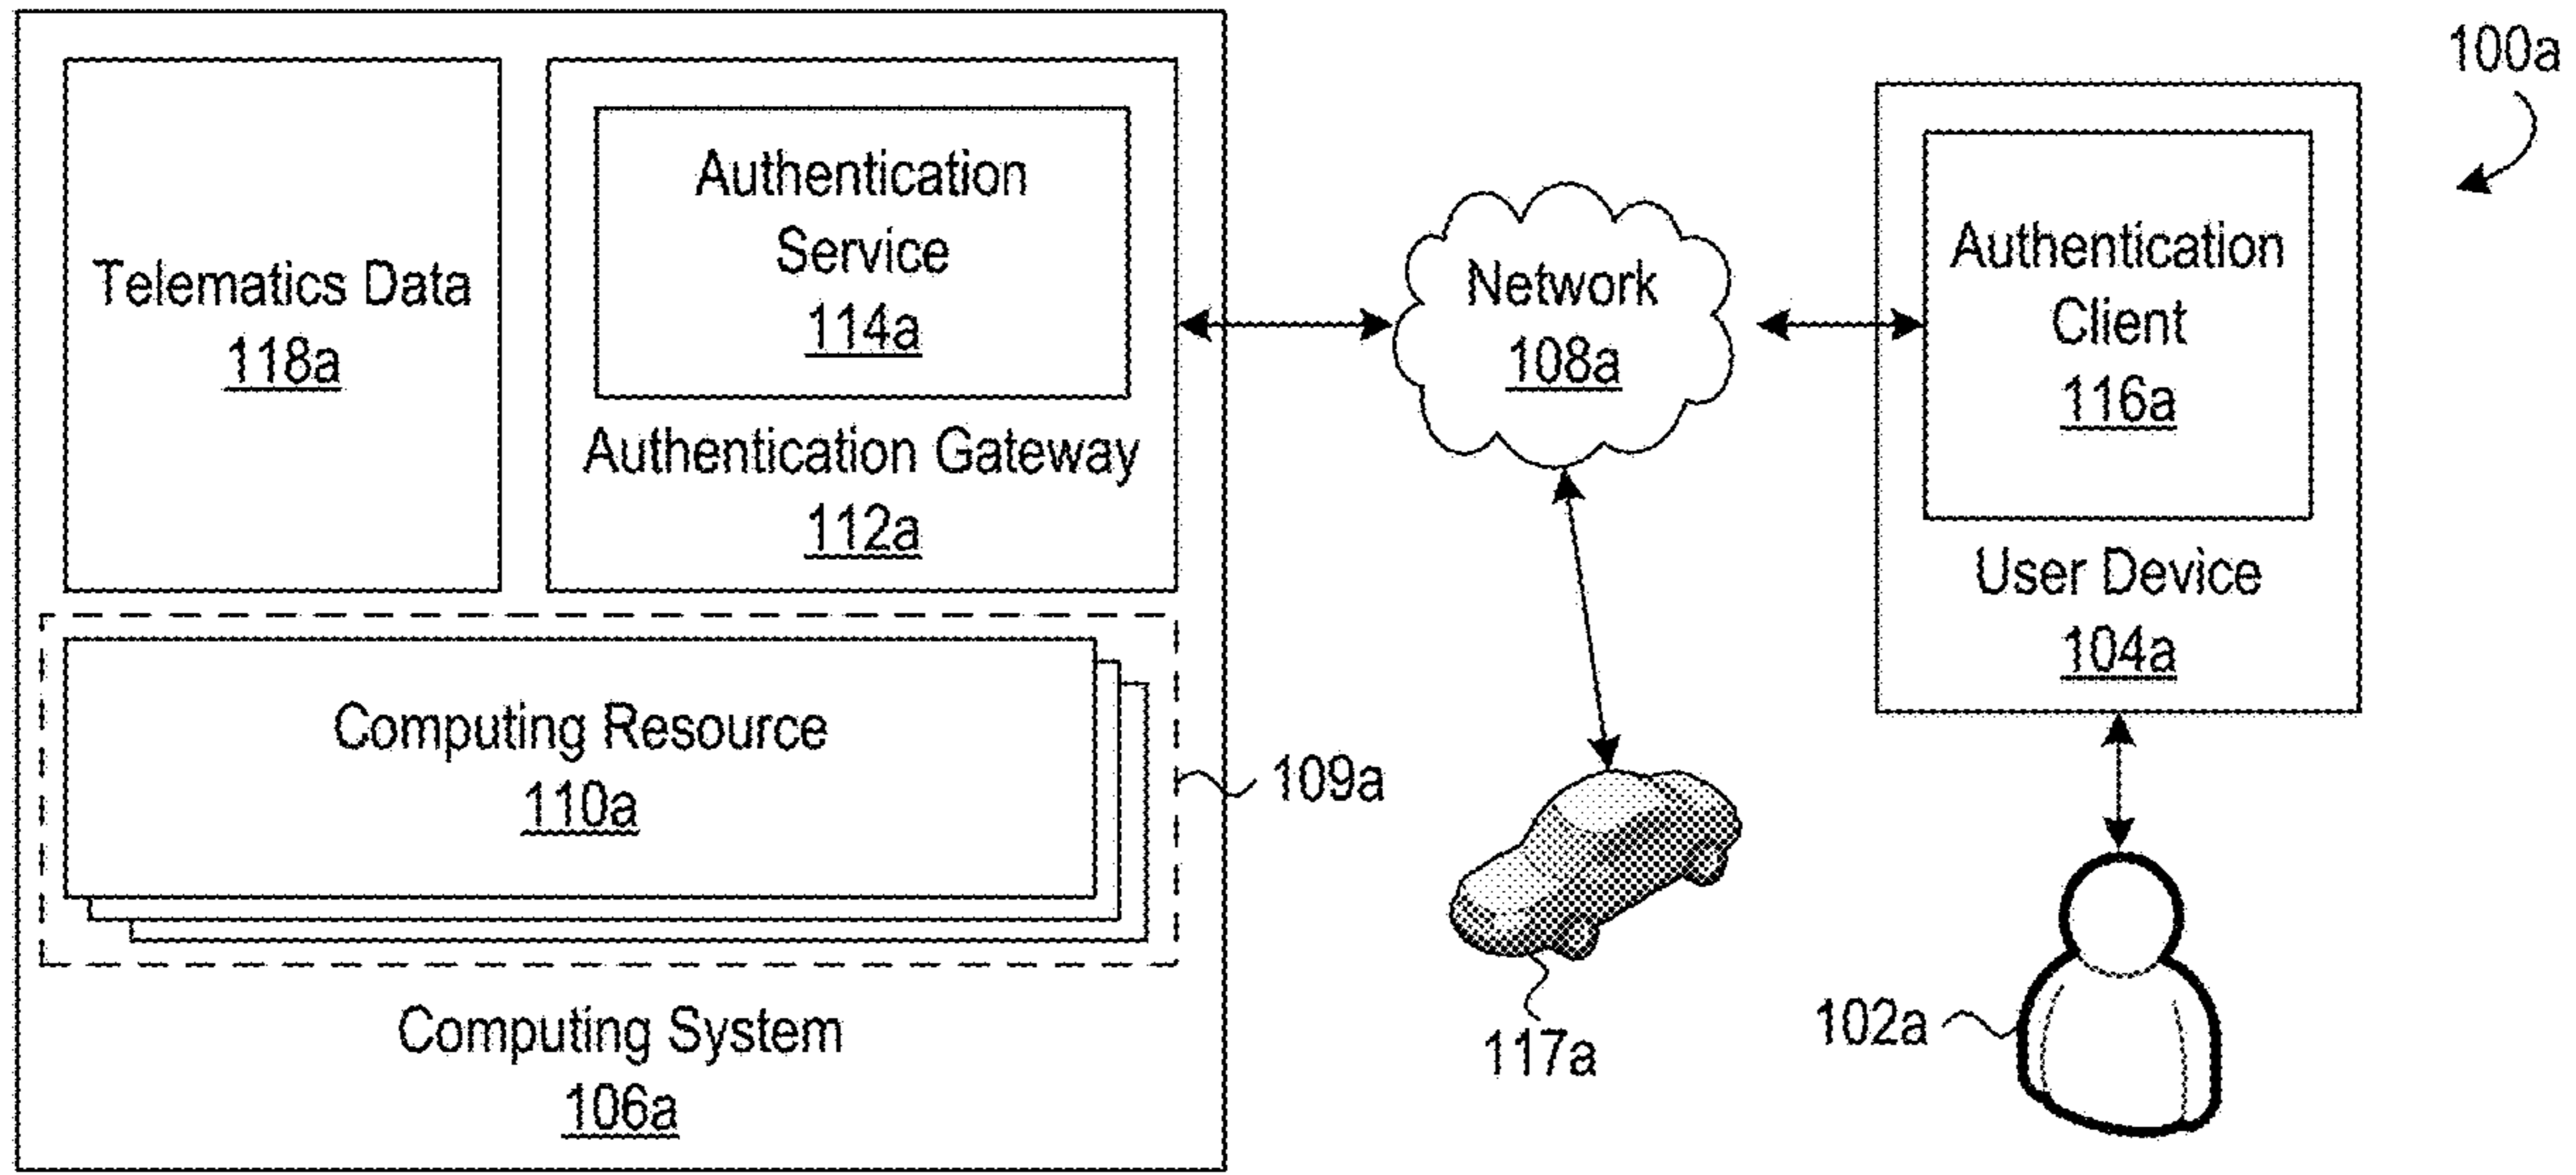 100a
Telematics Data
118a
Authentication
Service
114a
Authentication Gateway
112a
Network
108a
Authentication
Client
116a
User Device
104a
Computing Resource
110a
109a
Computing System
106a
117a
102a